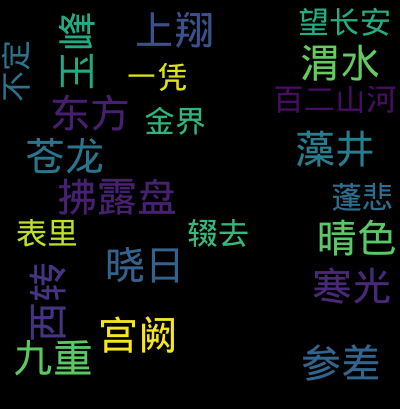 上翔
望长安
玉峰
不定
渭水
一凭
百二山河
东方
金界
藻井
苍龙
拂露盘
蓬悲
表里
辍去
晴色
晓日
西转
寒光
宫阙
九重
参差